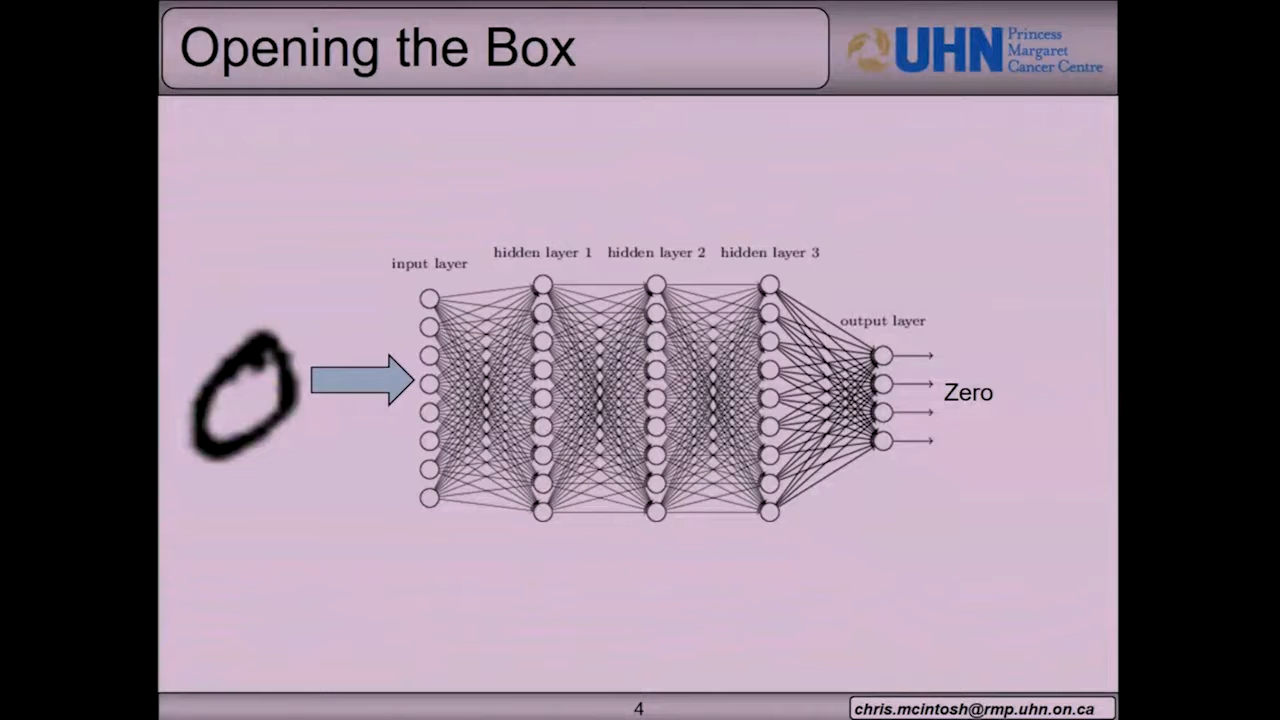 Opening the Box
UHN
Princess
Margaret
Cancer Centre
input layer
hidden layer 1
hidden layer 2
hidden layer 3
output layer
Zero
4
chris.mcintosh@rmp.uhn.on.ca